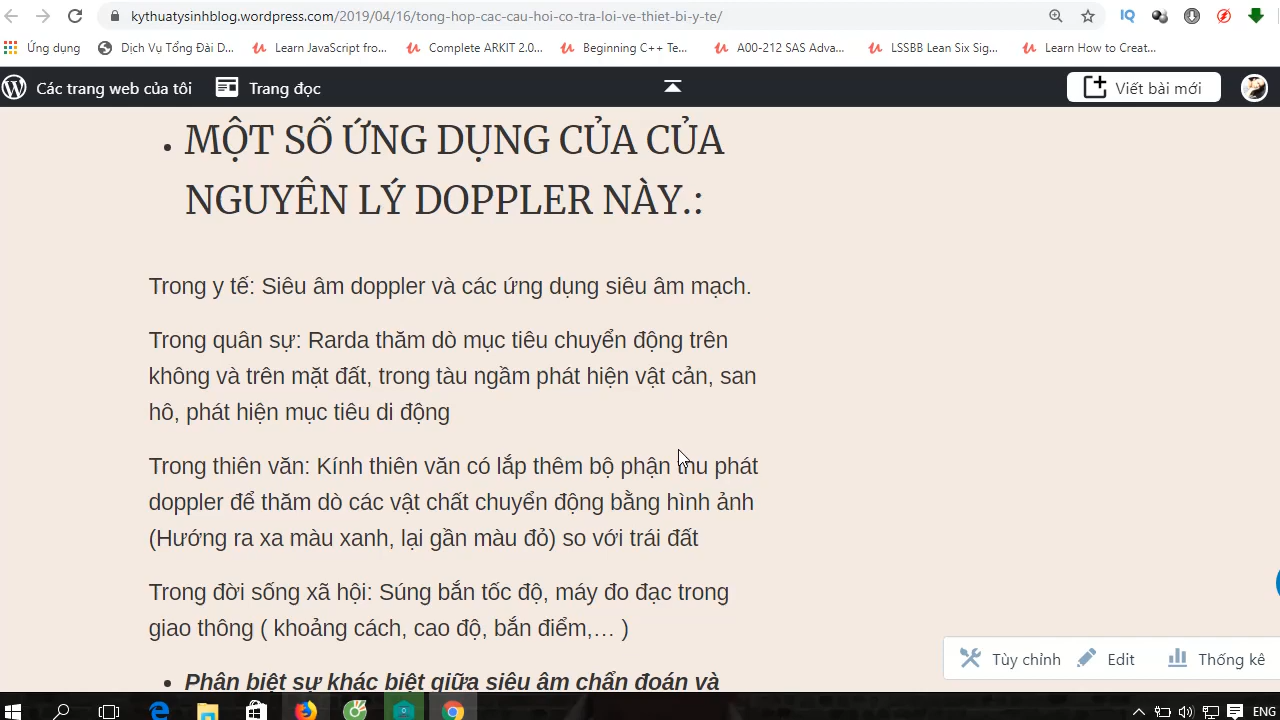 kythuatysinhblog.wordpress.com/2019/04/16/tong-hop-cac-cau-hoi-co-tra-loi-ve-thiet-bi-y-te/
Ứng dụng Dịch Vụ Tổng Đài D... Learn JavaScript fro... Complete ARKIT 2.0... Beginning C++ Te... A00-212 SAS Adva... LSSBB Lean Six Sig... Learn How to Creat...
Các trang web của tôi Trang đọc Viết bài mới
• MỘT SỐ ỨNG DỤNG CỦA CỦA
NGUYÊN LÝ DOPPLER NÀY.:
Trong y tế: Siêu âm doppler và các ứng dụng siêu âm mạch.
Trong quân sự: Rarda thăm dò mục tiêu chuyển động trên
không và trên mặt đất, trong tàu ngầm phát hiện vật cản, san
hô, phát hiện mục tiêu di động
Trong thiên văn: Kính thiên văn có lắp thêm bộ phận thu phát
doppler để thăm dò các vật chất chuyển động bằng hình ảnh
(Hướng ra xa màu xanh, lại gần màu đỏ) so với trái đất
Trong đời sống xã hội: Súng bắn tốc độ, máy đo đạc trong
giao thông ( khoảng cách, cao độ, bắn điểm,… )
Tùy chỉnh Edit Thống kê
• Phân biệt sự khác biệt giữa siêu âm chẩn đoán và
ENG